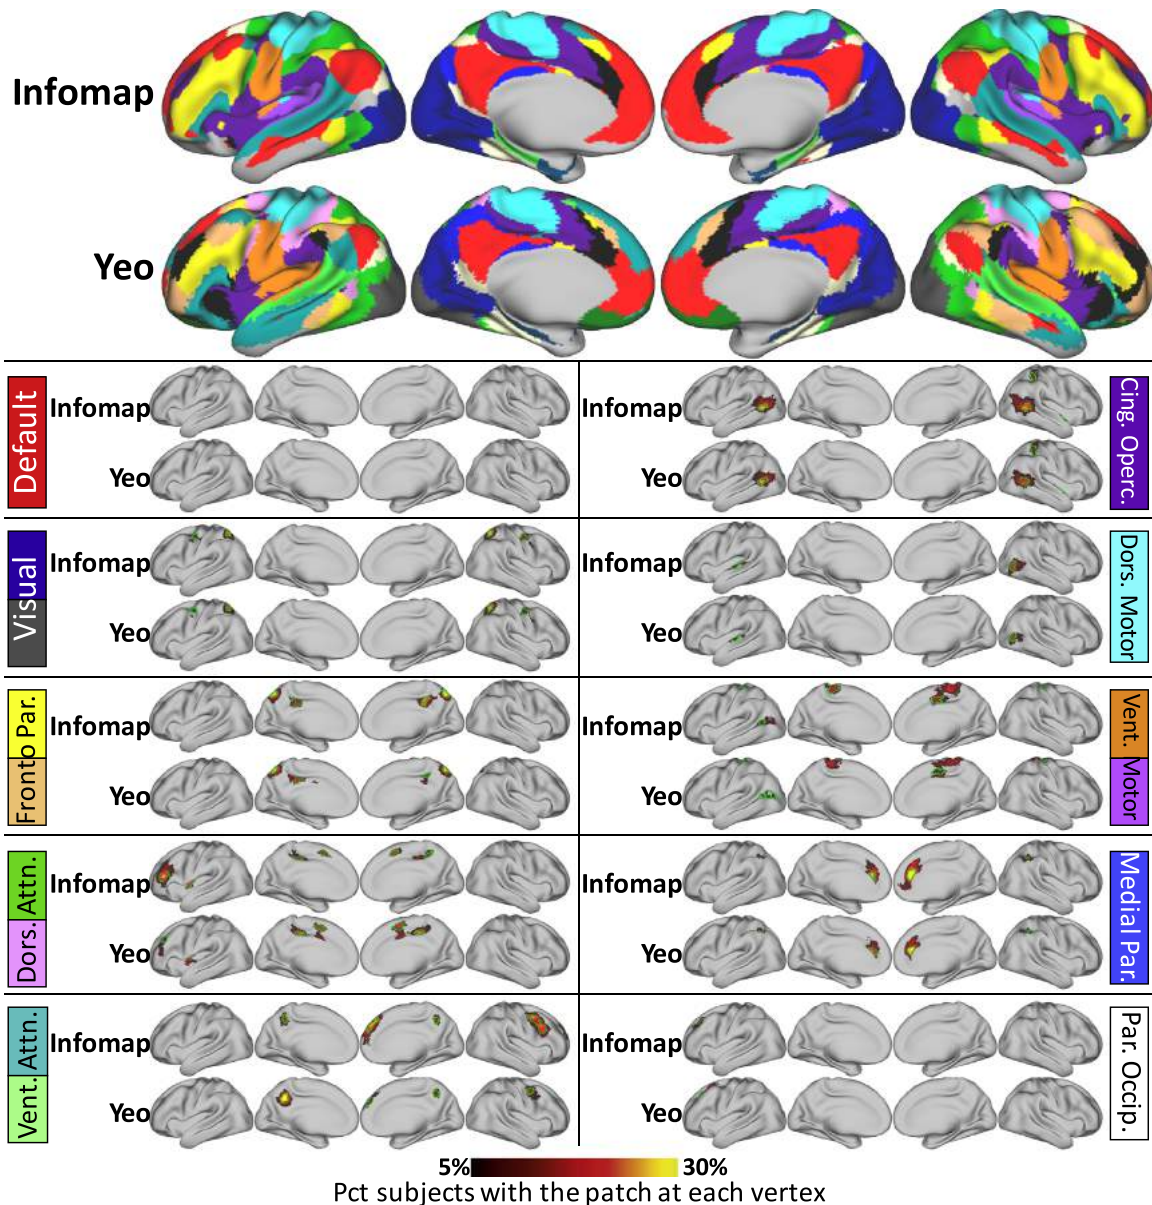 Infomap
Yeo
Default
Infomap
Yeo
Infomap
Yeo
Cing. Operc.
Visual
Infomap
Yeo
Infomap
Yeo
Dors. Motor
Fronto Par.
Infomap
Yeo
Infomap
Yeo
Vent. Motor
Dors. Attn.
Infomap
Yeo
Infomap
Yeo
Medial Par.
Vent. Attn.
Infomap
Yeo
Infomap
Yeo
Par. Occip.
5% 30%
Pct subjects with the patch at each vertex